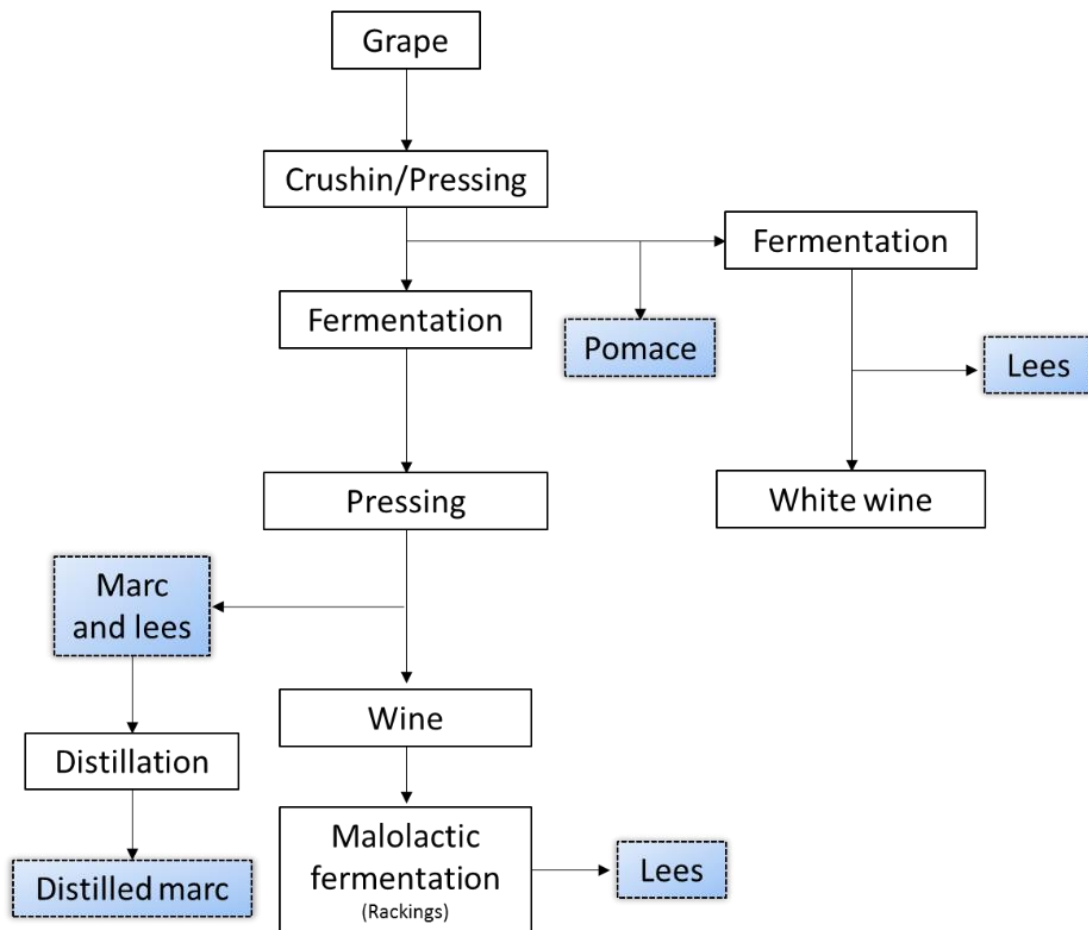 Grape
Crushin/Pressing
Fermentation
Fermentation
Pomace
Lees
Pressing
White wine
Marc
and lees
Wine
Distillation
Malolactic
fermentation
(Rackings)
Lees
Distilled marc